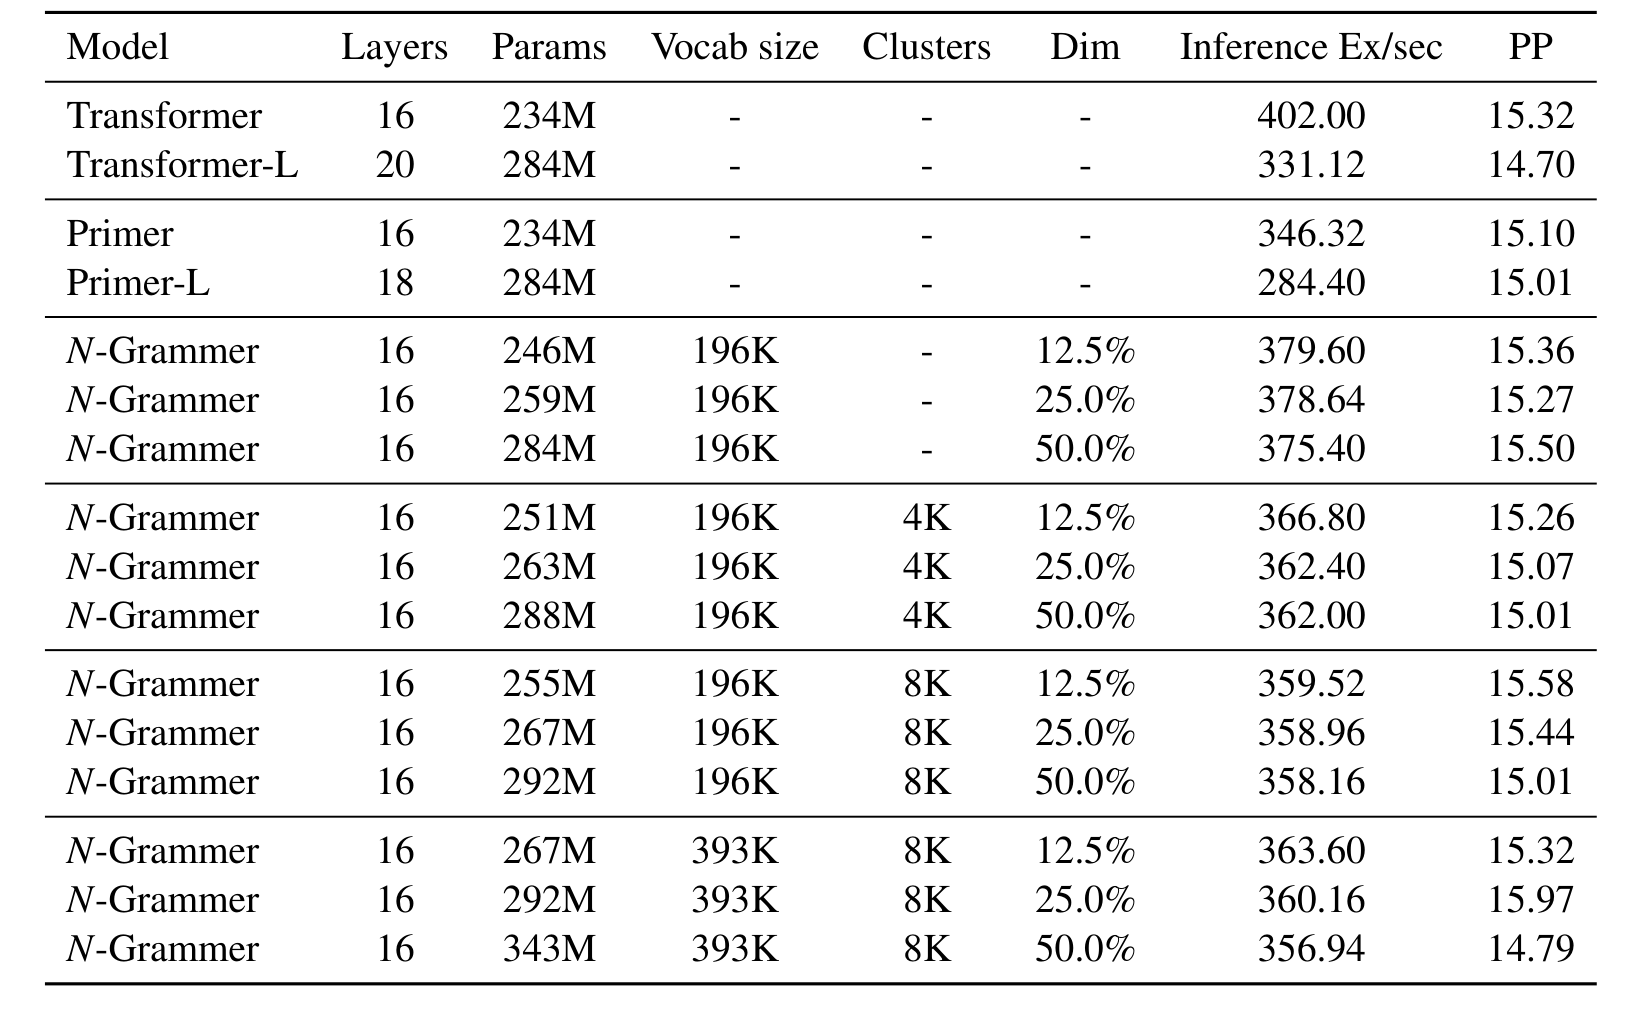 Model Layers Params Vocab size Clusters Dim Inference Ex/sec PP
Transformer 16 234M - - - 402.00 15.32
Transformer-L 20 284M - - - 331.12 14.70
Primer 16 234M - - - 346.32 15.10
Primer-L 18 284M - - - 284.40 15.01
N-Grammer 16 246M 196K - 12.5% 379.60 15.36
N-Grammer 16 259M 196K - 25.0% 378.64 15.27
N-Grammer 16 284M 196K - 50.0% 375.40 15.50
N-Grammer 16 251M 196K 4K 12.5% 366.80 15.26
N-Grammer 16 263M 196K 4K 25.0% 362.40 15.07
N-Grammer 16 288M 196K 4K 50.0% 362.00 15.01
N-Grammer 16 255M 196K 8K 12.5% 359.52 15.58
N-Grammer 16 267M 196K 8K 25.0% 358.96 15.44
N-Grammer 16 292M 196K 8K 50.0% 358.16 15.01
N-Grammer 16 267M 393K 8K 12.5% 363.60 15.32
N-Grammer 16 292M 393K 8K 25.0% 360.16 15.97
N-Grammer 16 343M 393K 8K 50.0% 356.94 14.79